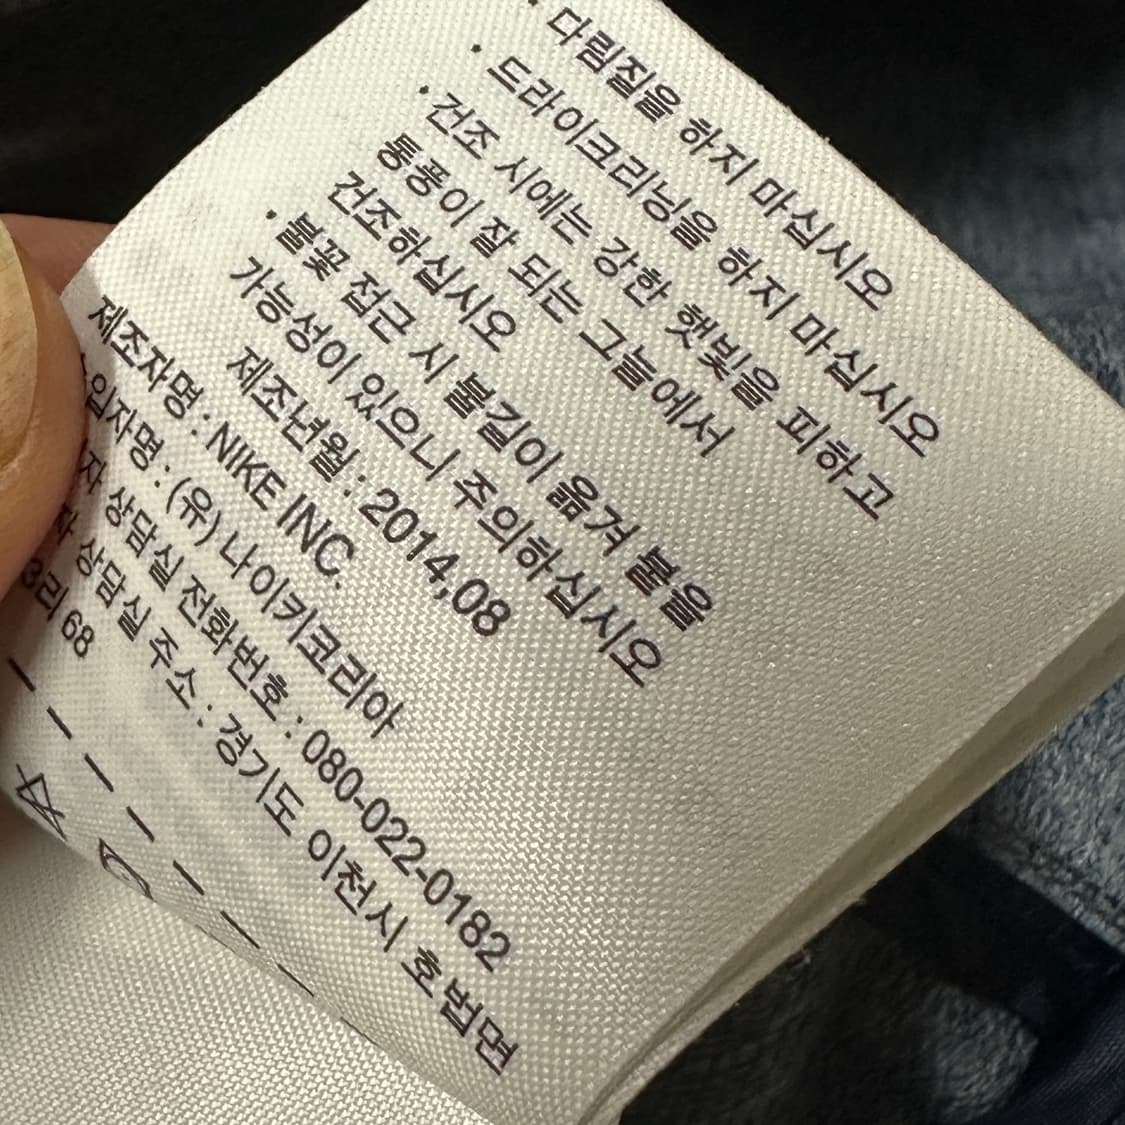 · 다림질을 하지 마십시오
· 드라이크리닝을 하지 마십시오
· 건조 시에는 강한 햇빛을 피하고
통풍이 잘 되는 그늘에서
건조하십시오
· 불꽃 접근 시 불길이 옮겨 붙을
가능성이 있으니 주의하십시오
제조년월 : 2014,08
제조자명 : NIKE INC.
입자명 : (유) 나이키코리아
자 상담실 전화번호 : 080-022-0182
자 상담실 주소 : 경기도 이천시 호법면
3리 68